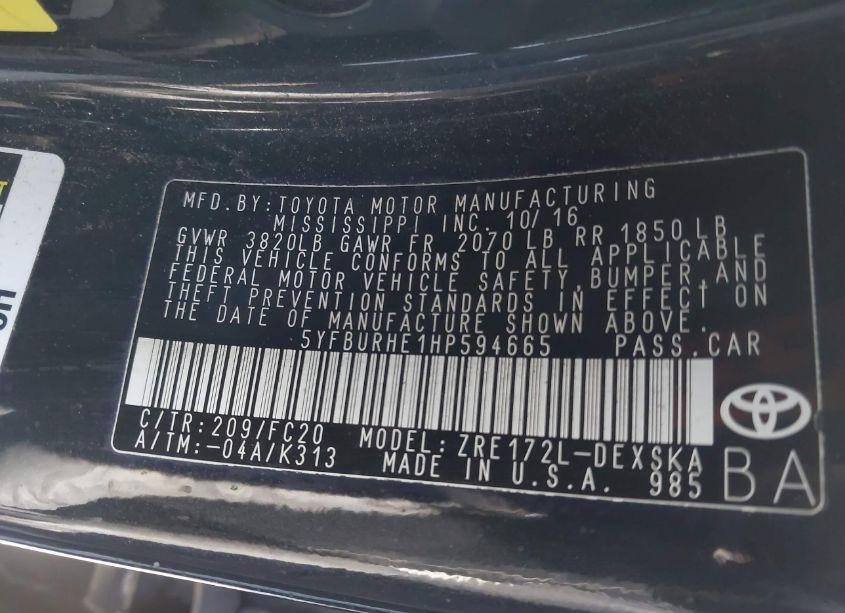 MFD.BY:TOYOTA MOTOR MANUFACTURING
MISSISSIPPI INC. 10/16
GVWR 3820LB GAWR FR 2070 LB RR 1850 LB
THIS VEHICLE CONFORMS TO ALL APPLICABLE
FEDERAL MOTOR VEHICLE SAFETY,BUMPER,AND
THEFT PREVENTION STANDARDS IN EFFECT ON
THE DATE OF MANUFACTURE SHOWN ABOVE.
5YFBURHE1HP594665 PASS.CAR
C/TR:209/FC20 MODEL: ZRE172L-DEXSKA
A/TM:-04A/K313 MADE IN U.S.A. 985
BA